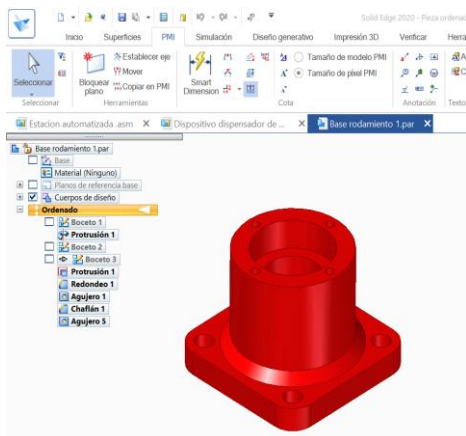 Solid Edge 2020 - Pieza ordenac
Inicio Superficies PMI Simulación Diseño generativo Impresión 3D Verificar Herra
Seleccionar
Bloquear plano
Establecer eje
Mover
Copiar en PMI
Smart Dimension
Tamaño de modelo PMI
Tamaño de píxel PMI
Seleccionar Herramientas Cota Anotación Texto
Estacion automatizada .asm Dispositivo dispensador de ... Base rodamiento 1.par
Base rodamiento 1.par
Base
Material (Ninguno)
Planos de referencia base
Cuerpos de diseño
Ordenado
Boceto 1
Protrusión 1
Boceto 2
Boceto 3
Protrusión 1
Redondeo 1
Agujero 1
Chaflán 1
Agujero 5